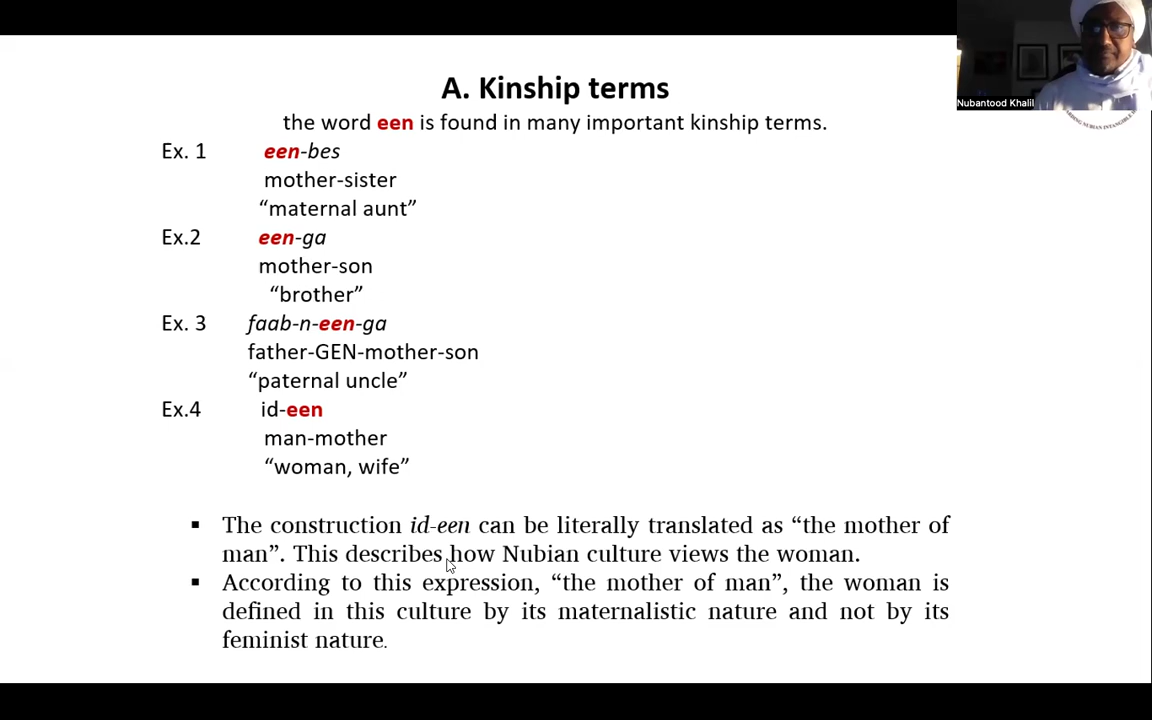 Nubantood Khalil
A. Kinship terms
the word een is found in many important kinship terms.
Ex. 1 een-bes
mother-sister
“maternal aunt”
Ex.2 een-ga
mother-son
“brother”
Ex. 3 faab-n-een-ga
father-GEN-mother-son
“paternal uncle”
Ex.4 id-een
man-mother
“woman, wife”
▪ The construction id-een can be literally translated as “the mother of
man”. This describes how Nubian culture views the woman.
▪ According to this expression, “the mother of man”, the woman is
defined in this culture by its maternalistic nature and not by its
feminist nature.